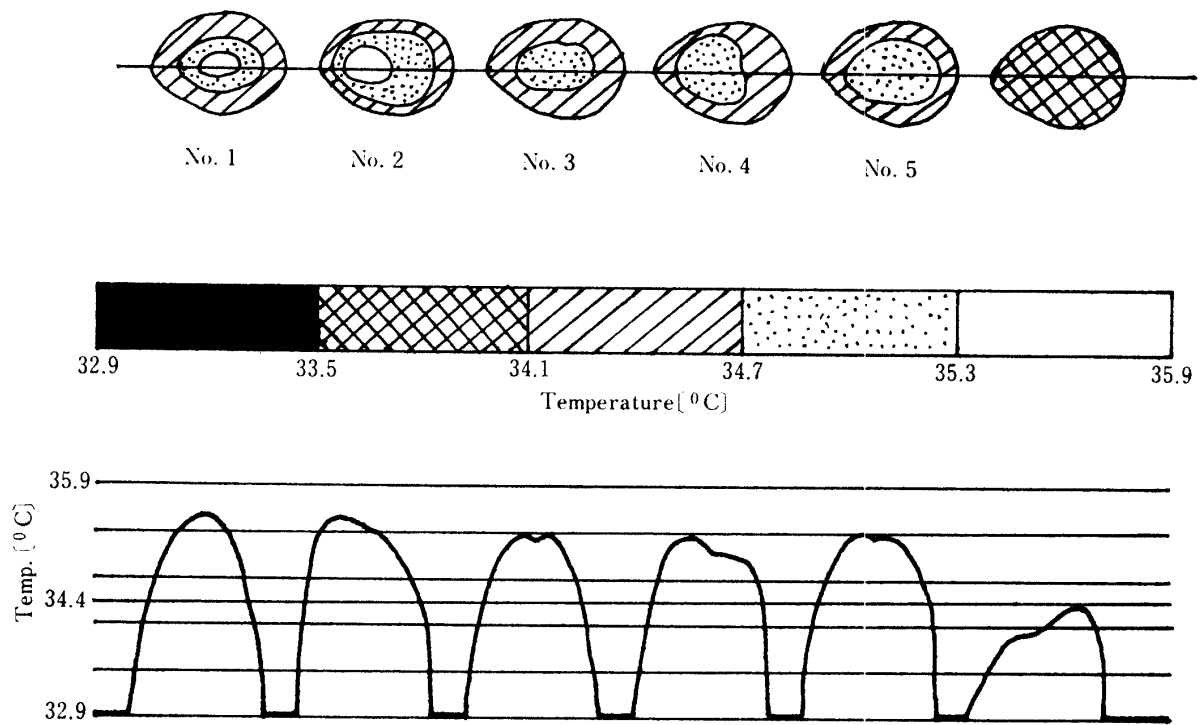 No. 1 No. 2 No. 3 No. 4 No. 5
32.9 33.5 34.1 34.7 35.3 35.9
Temperature [⁰C]
Temp. [⁰C]
35.9
34.4
32.9